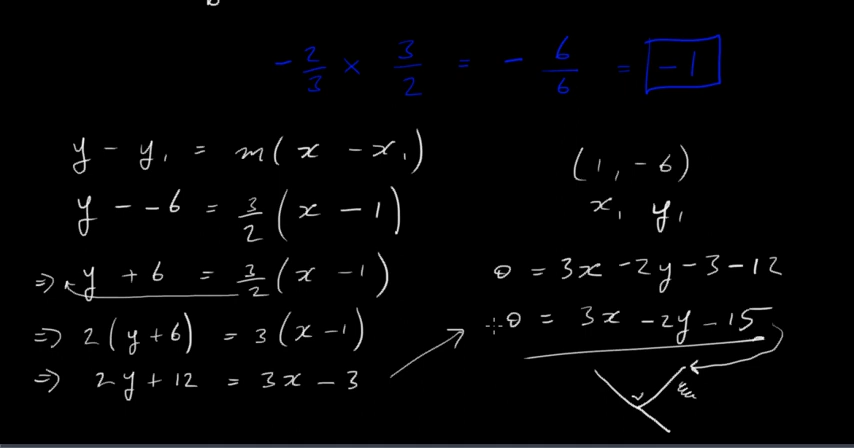 - 2/3 × 3/2 = - 6/6 = -1
y - y₁ = m(x - x₁)
y - -6 = 3/2 (x - 1)
⇒ y + 6 = 3/2 (x - 1)
⇒ 2(y+6) = 3(x-1)
⇒ 2y + 12 = 3x - 3
(1, -6)
x₁ y₁
0 = 3x - 2y - 3 - 12
0 = 3x - 2y - 15